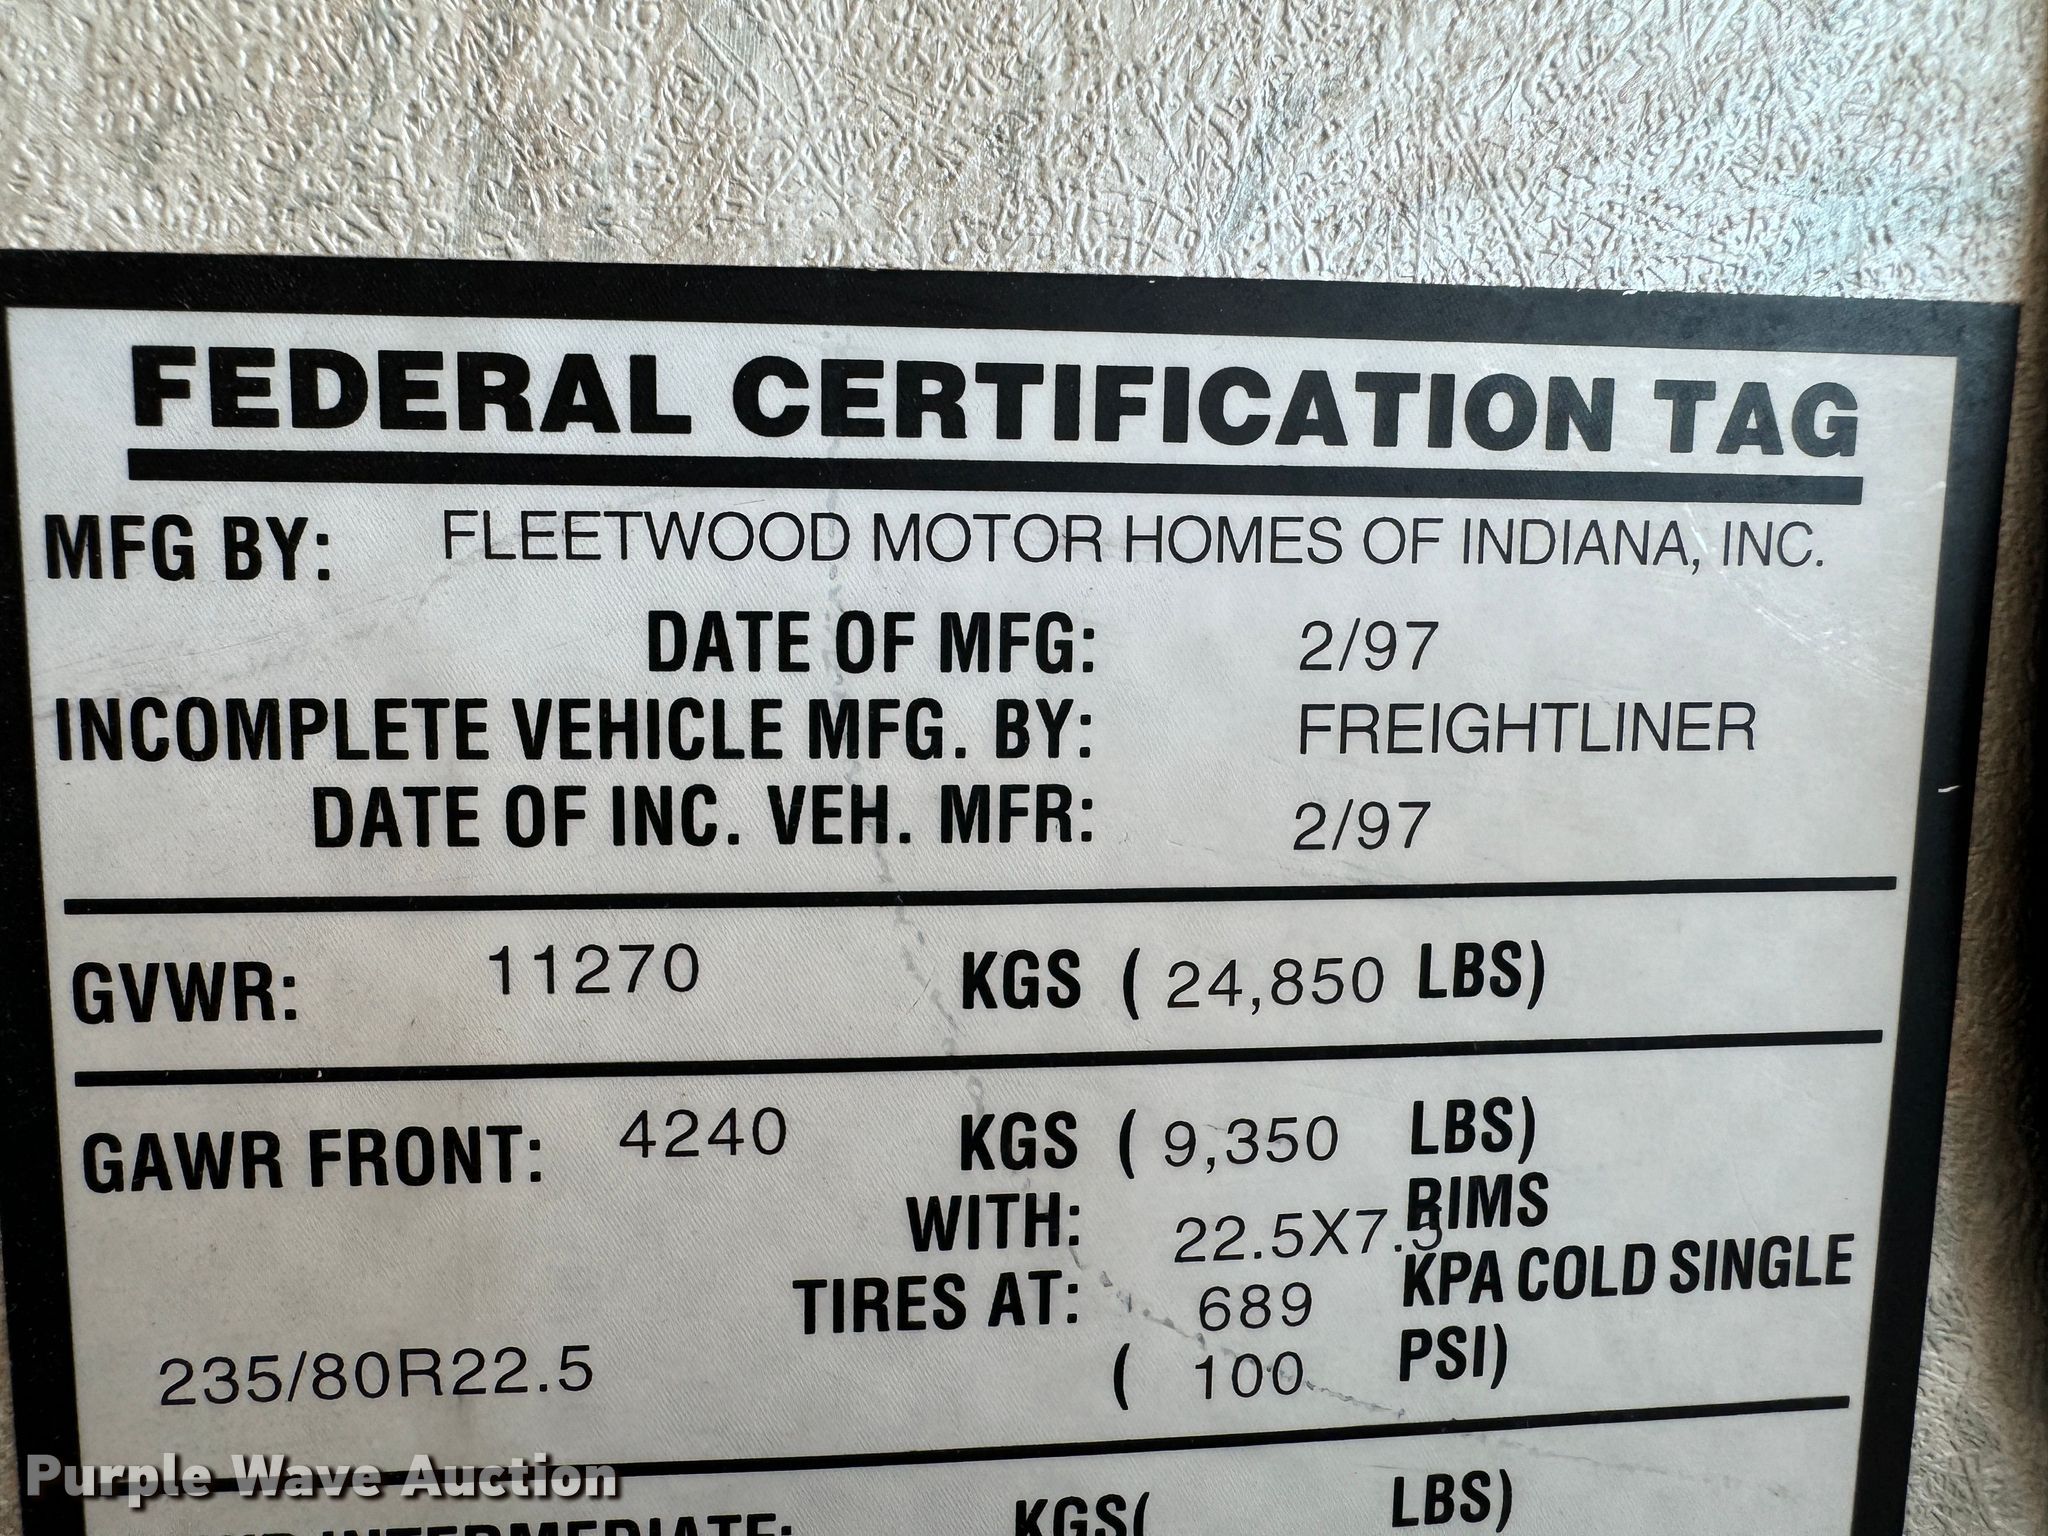 FEDERAL CERTIFICATION TAG
MFG BY: FLEETWOOD MOTOR HOMES OF INDIANA, INC.
DATE OF MFG: 2/97
INCOMPLETE VEHICLE MFG. BY: FREIGHTLINER
DATE OF INC. VEH. MFR: 2/97
GVWR: 11270 KGS ( 24,850 LBS)
GAWR FRONT: 4240 KGS ( 9,350 LBS)
WITH: 22.5X7.5 RIMS
TIRES AT: 689 KPA COLD SINGLE
235/80R22.5 ( 100 PSI)
INTERMEDIATE: KGS( LBS)
Purple Wave Auction